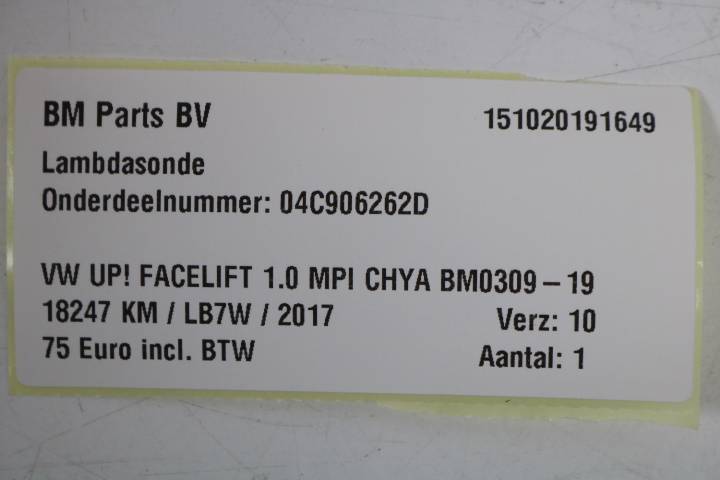 BM Parts BV 151020191649
Lambdasonde
Onderdeelnummer: 04C906262D
VW UP! FACELIFT 1.0 MPI CHYA BM0309-19
18247 KM / LB7W / 2017 Verz: 10
75 Euro incl. BTW Aantal: 1